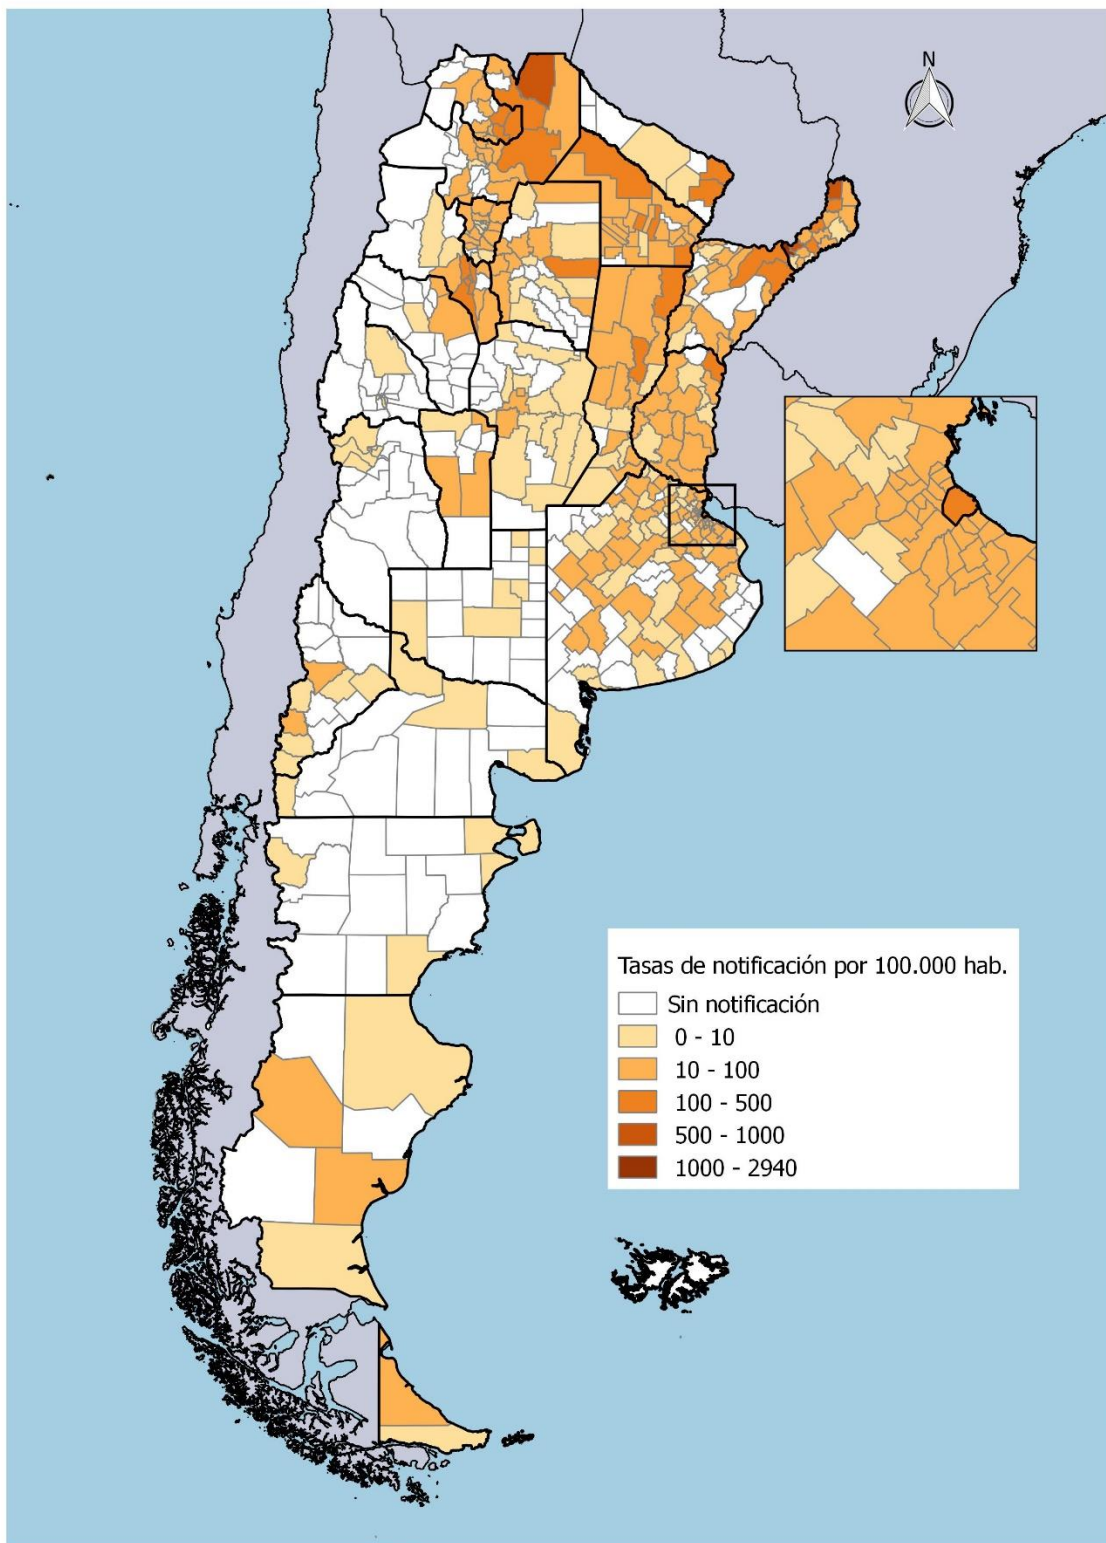 N
Tasas de notificación por 100.000 hab.
Sin notificación
0 - 10
10 - 100
100 - 500
500 - 1000
1000 - 2940